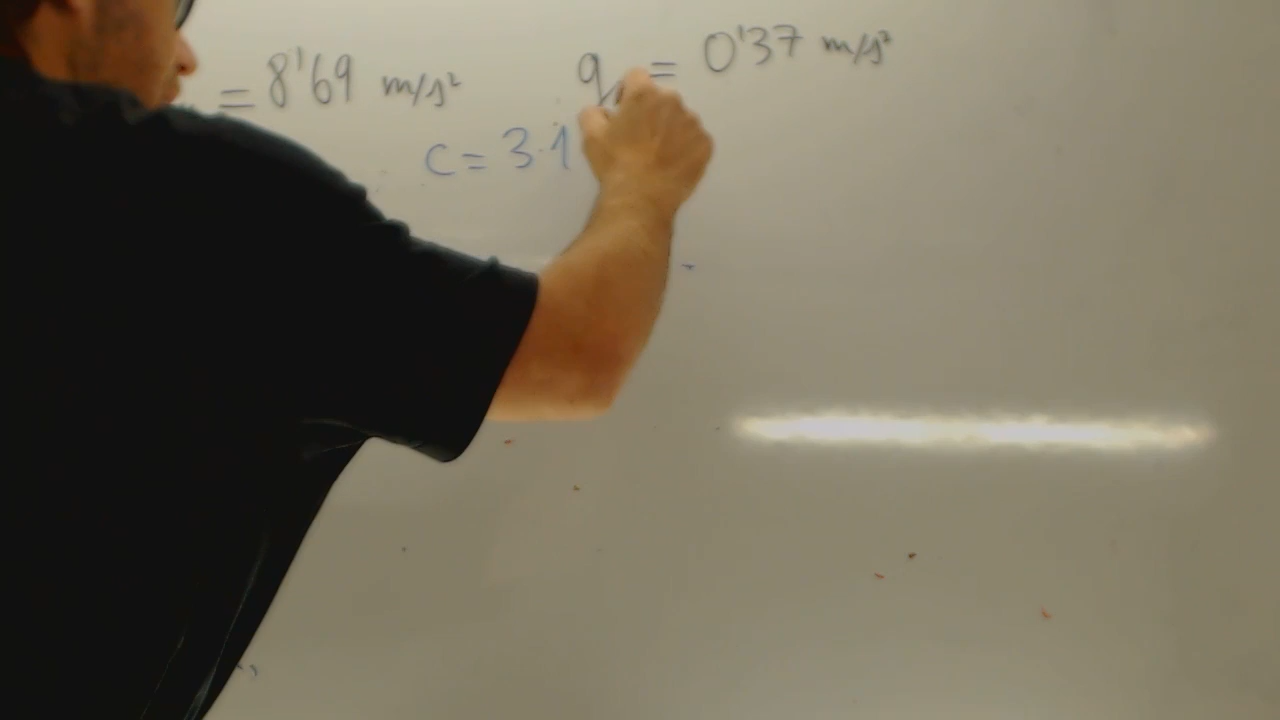 = 8'69 m/s² g = 0'37 m/s²
c = 3·1